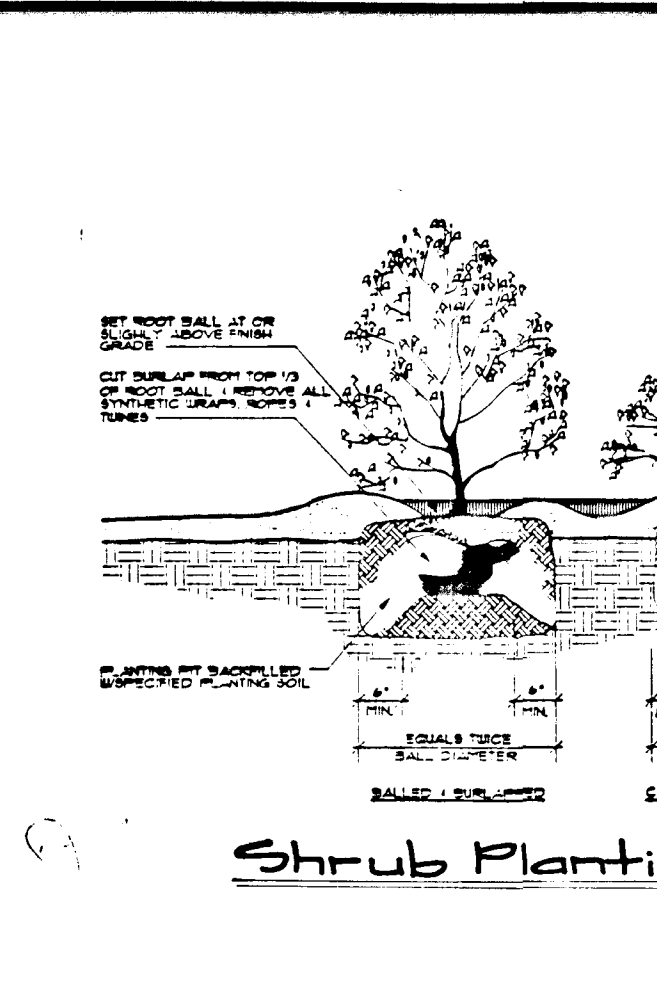 SET ROOT BALL AT OR
SLIGHLY ABOVE FINISH
GRADE
CUT BURLAP FROM TOP 1/3
OF ROOT BALL & REMOVE ALL
SYNTHETIC WRAPS, ROPES &
TWINES
PLANTING PIT BACKFILLED
W/SPECIFIED PLANTING SOIL
6" 6"
MIN. MIN.
EQUALS TWICE
BALL DIAMETER
BALLED & BURLAPPED C
Shrub Planti